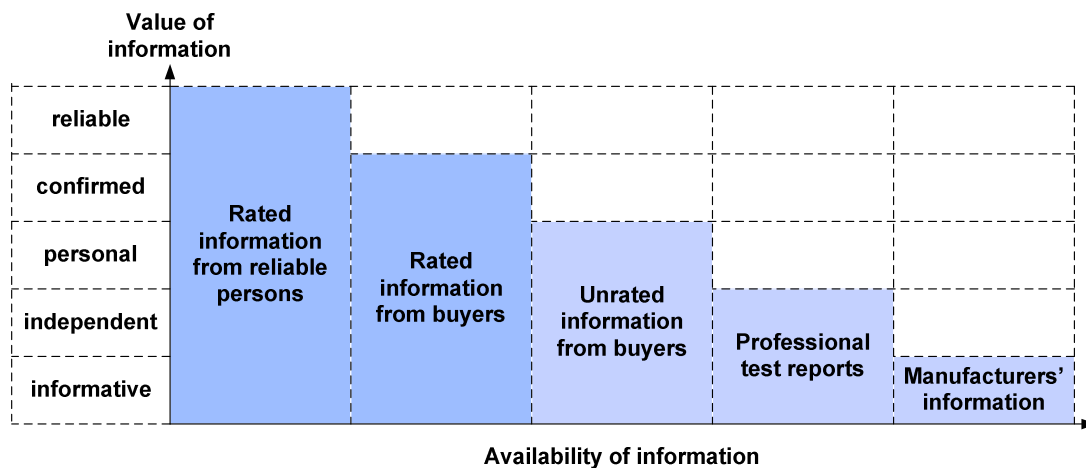 Value of
information
reliable
confirmed
personal
independent
informative
Rated
information
from reliable
persons
Rated
information
from buyers
Unrated
information
from buyers
Professional
test reports
Manufacturers'
information
Availability of information